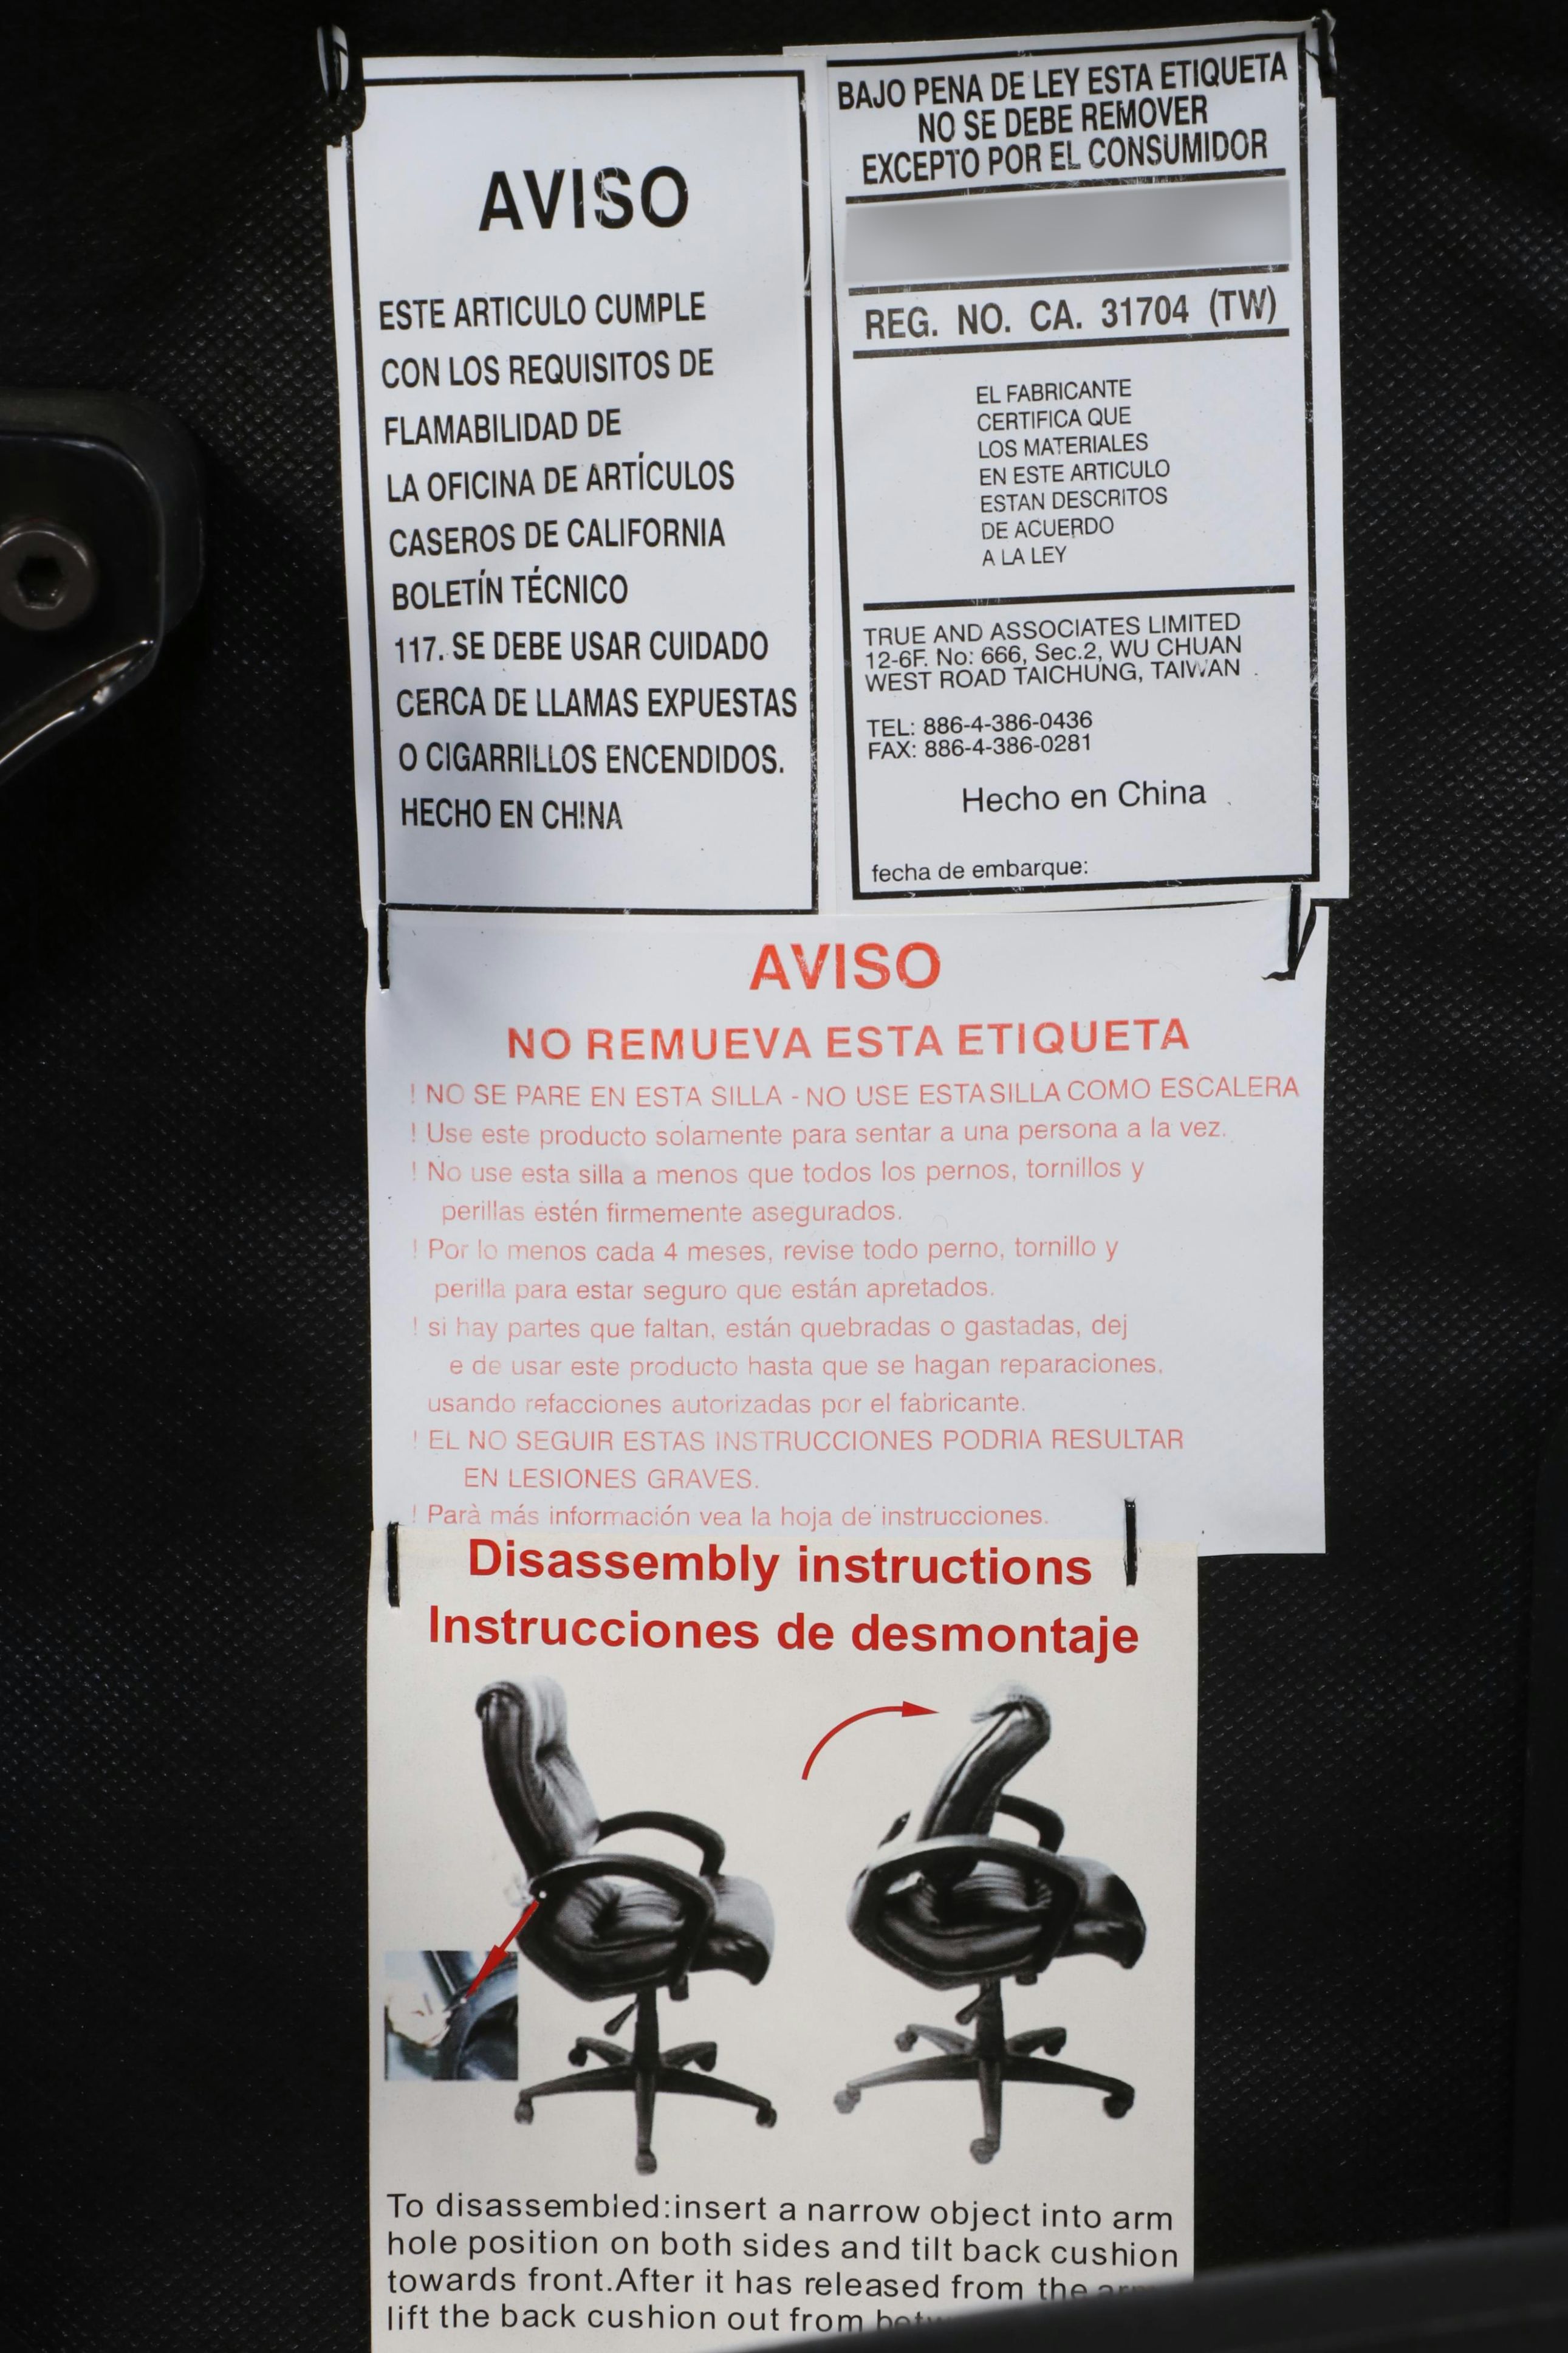 AVISO
ESTE ARTICULO CUMPLE
CON LOS REQUISITOS DE
FLAMABILIDAD DE
LA OFICINA DE ARTÍCULOS
CASEROS DE CALIFORNIA
BOLETÍN TÉCNICO
117. SE DEBE USAR CUIDADO
CERCA DE LLAMAS EXPUESTAS
O CIGARRILLOS ENCENDIDOS.
HECHO EN CHINA
BAJO PENA DE LEY ESTA ETIQUETA
NO SE DEBE REMOVER
EXCEPTO POR EL CONSUMIDOR
REG. NO. CA. 31704 (TW)
EL FABRICANTE
CERTIFICA QUE
LOS MATERIALES
EN ESTE ARTICULO
ESTAN DESCRITOS
DE ACUERDO
A LA LEY
TRUE AND ASSOCIATES LIMITED
12-6F. No: 666, Sec.2, WU CHUAN
WEST ROAD TAICHUNG, TAIWAN
TEL: 886-4-386-0436
FAX: 886-4-386-0281
Hecho en China
fecha de embarque:
AVISO
NO REMUEVA ESTA ETIQUETA
! NO SE PARE EN ESTA SILLA - NO USE ESTA SILLA COMO ESCALERA
! Use este producto solamente para sentar a una persona a la vez.
! No use esta silla a menos que todos los pernos, tornillos y
perillas estén firmemente asegurados.
! Por lo menos cada 4 meses, revise todo perno, tornillo y
perilla para estar seguro que están apretados.
! si hay partes que faltan, están quebradas o gastadas, dej
e de usar este producto hasta que se hagan reparaciones,
usando refacciones autorizadas por el fabricante.
! EL NO SEGUIR ESTAS INSTRUCCIONES PODRIA RESULTAR
EN LESIONES GRAVES.
! Parà más información vea la hoja de instrucciones.
Disassembly instructions
Instrucciones de desmontaje
To disassembled:insert a narrow object into arm
hole position on both sides and tilt back cushion
towards front.After it has released from the
lift the back cushion out from